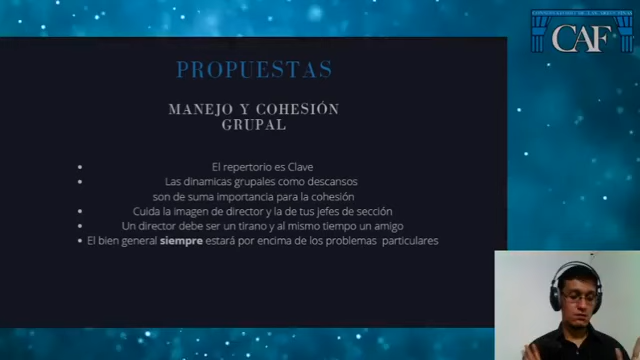 CAF
PROPUESTAS
MANEJO Y COHESIÓN
GRUPAL
El repertorio es Clave
Las dinamicas grupales como descansos
son de suma importancia para la cohesión
Cuida la imagen de director y la de tus jefes de sección
Un director debe ser un tirano y al mismo tiempo un amigo
El bien general siempre estará por encima de los problemas particulares